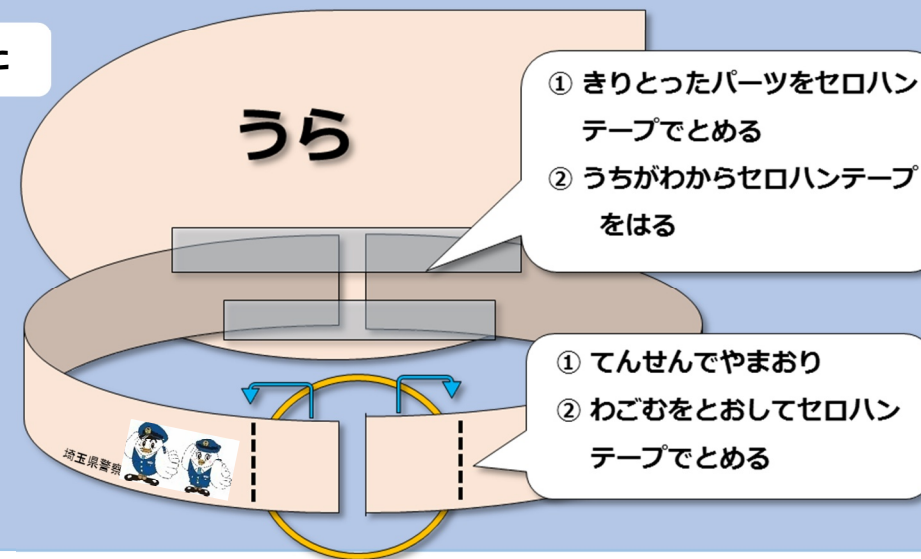 に
うら
① きりとったパーツをセロハン
テープでとめる
② うちがわからセロハンテープ
をはる
① てんせんでやまおり
② わごむをとおしてセロハン
テープでとめる
埼玉県警察